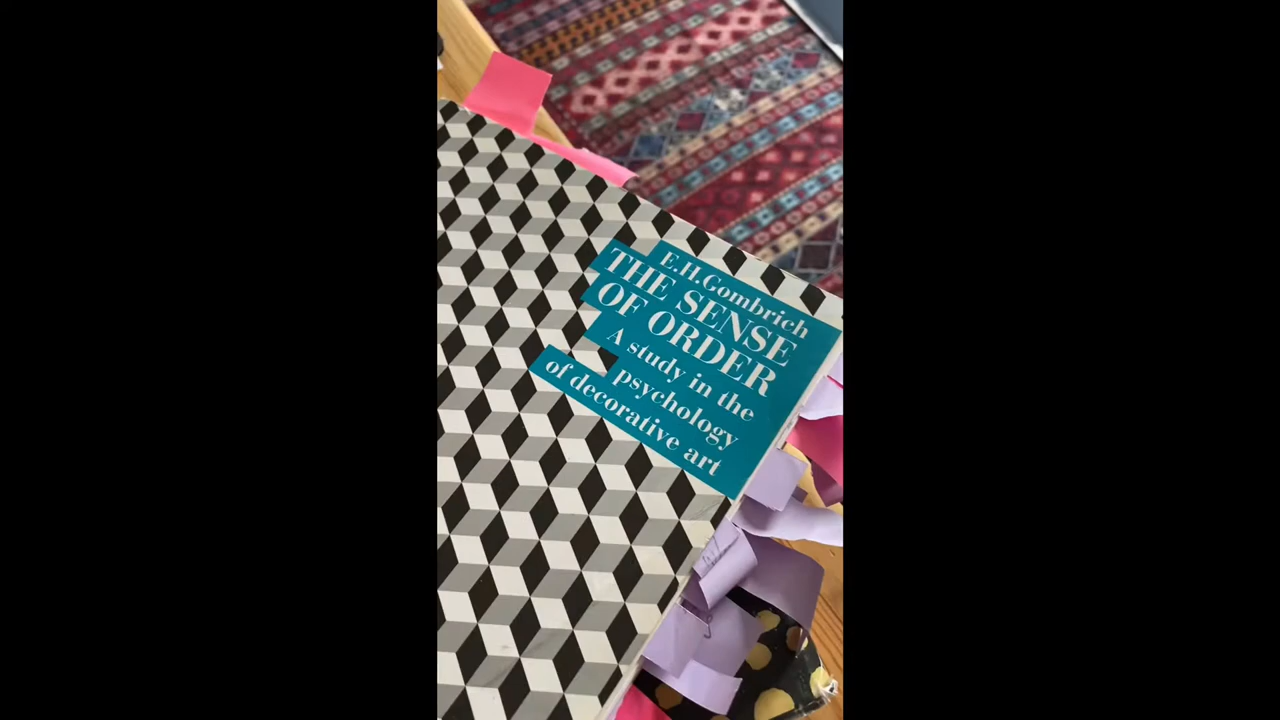 E.H.Gombrich
THE SENSE
OF ORDER
A study in the
psychology
of decorative art